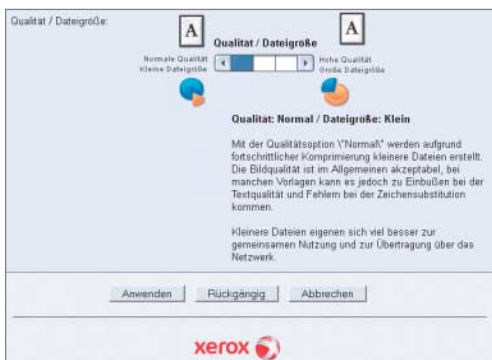 Qualität / Dateigröße:
A
A
Qualität / Dateigröße
Normale Qualität
Kleine Dateigröße
Hohe Qualität
Große Dateigröße
Qualität: Normal / Dateigröße: Klein
Mit der Qualitätsoption \"Normal\" werden aufgrund
fortschrittlicher Komprimierung kleinere Dateien erstellt.
Die Bildqualität ist im Allgemeinen akzeptabel, bei
manchen Vorlagen kann es jedoch zu Einbußen bei der
Textqualität und Fehlern bei der Zeichensubstitution
kommen.
Kleinere Dateien eignen sich viel besser zur
gemeinsamen Nutzung und zur Übertragung über das
Netzwerk.
Anwenden
Rückgängig
Abbrechen
xerox